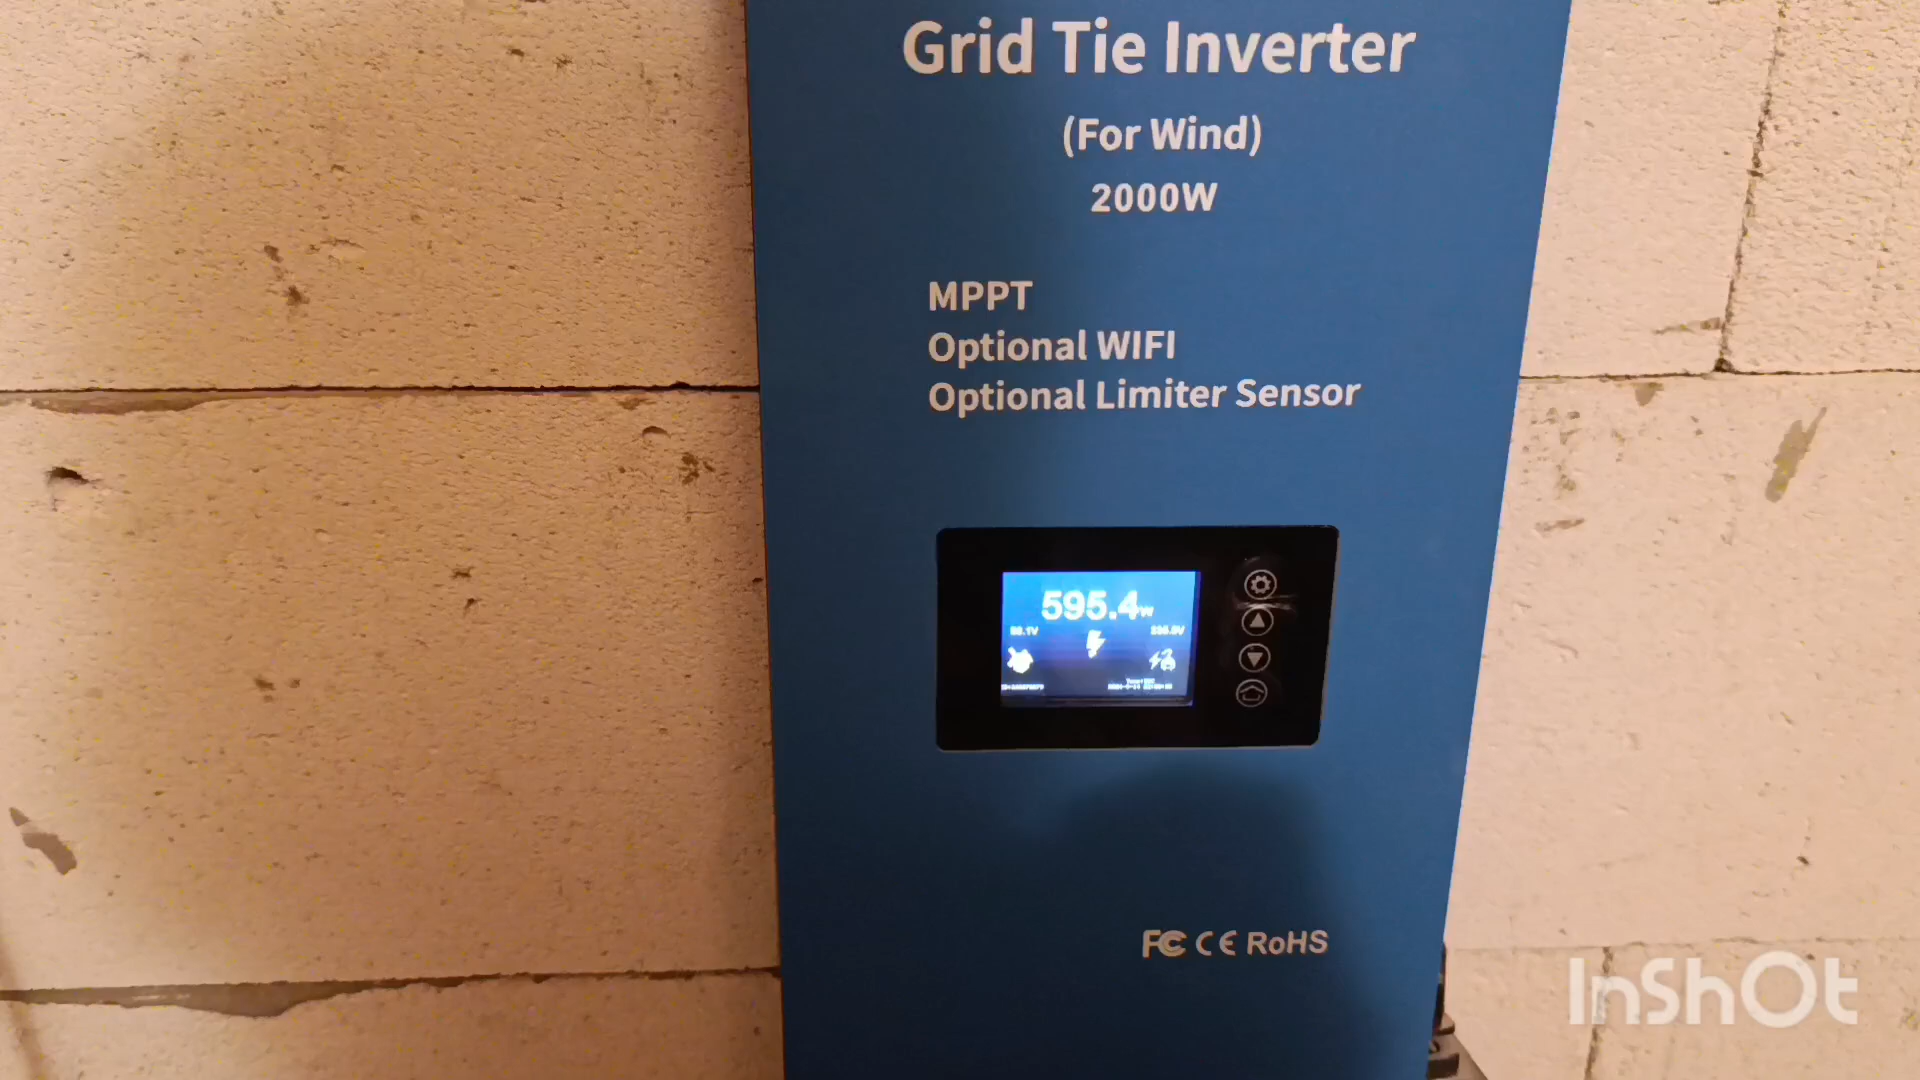 Grid Tie Inverter
(For Wind)
2000W
MPPT
Optional WIFI
Optional Limiter Sensor
595.4W
FC CE RoHS
InShOt